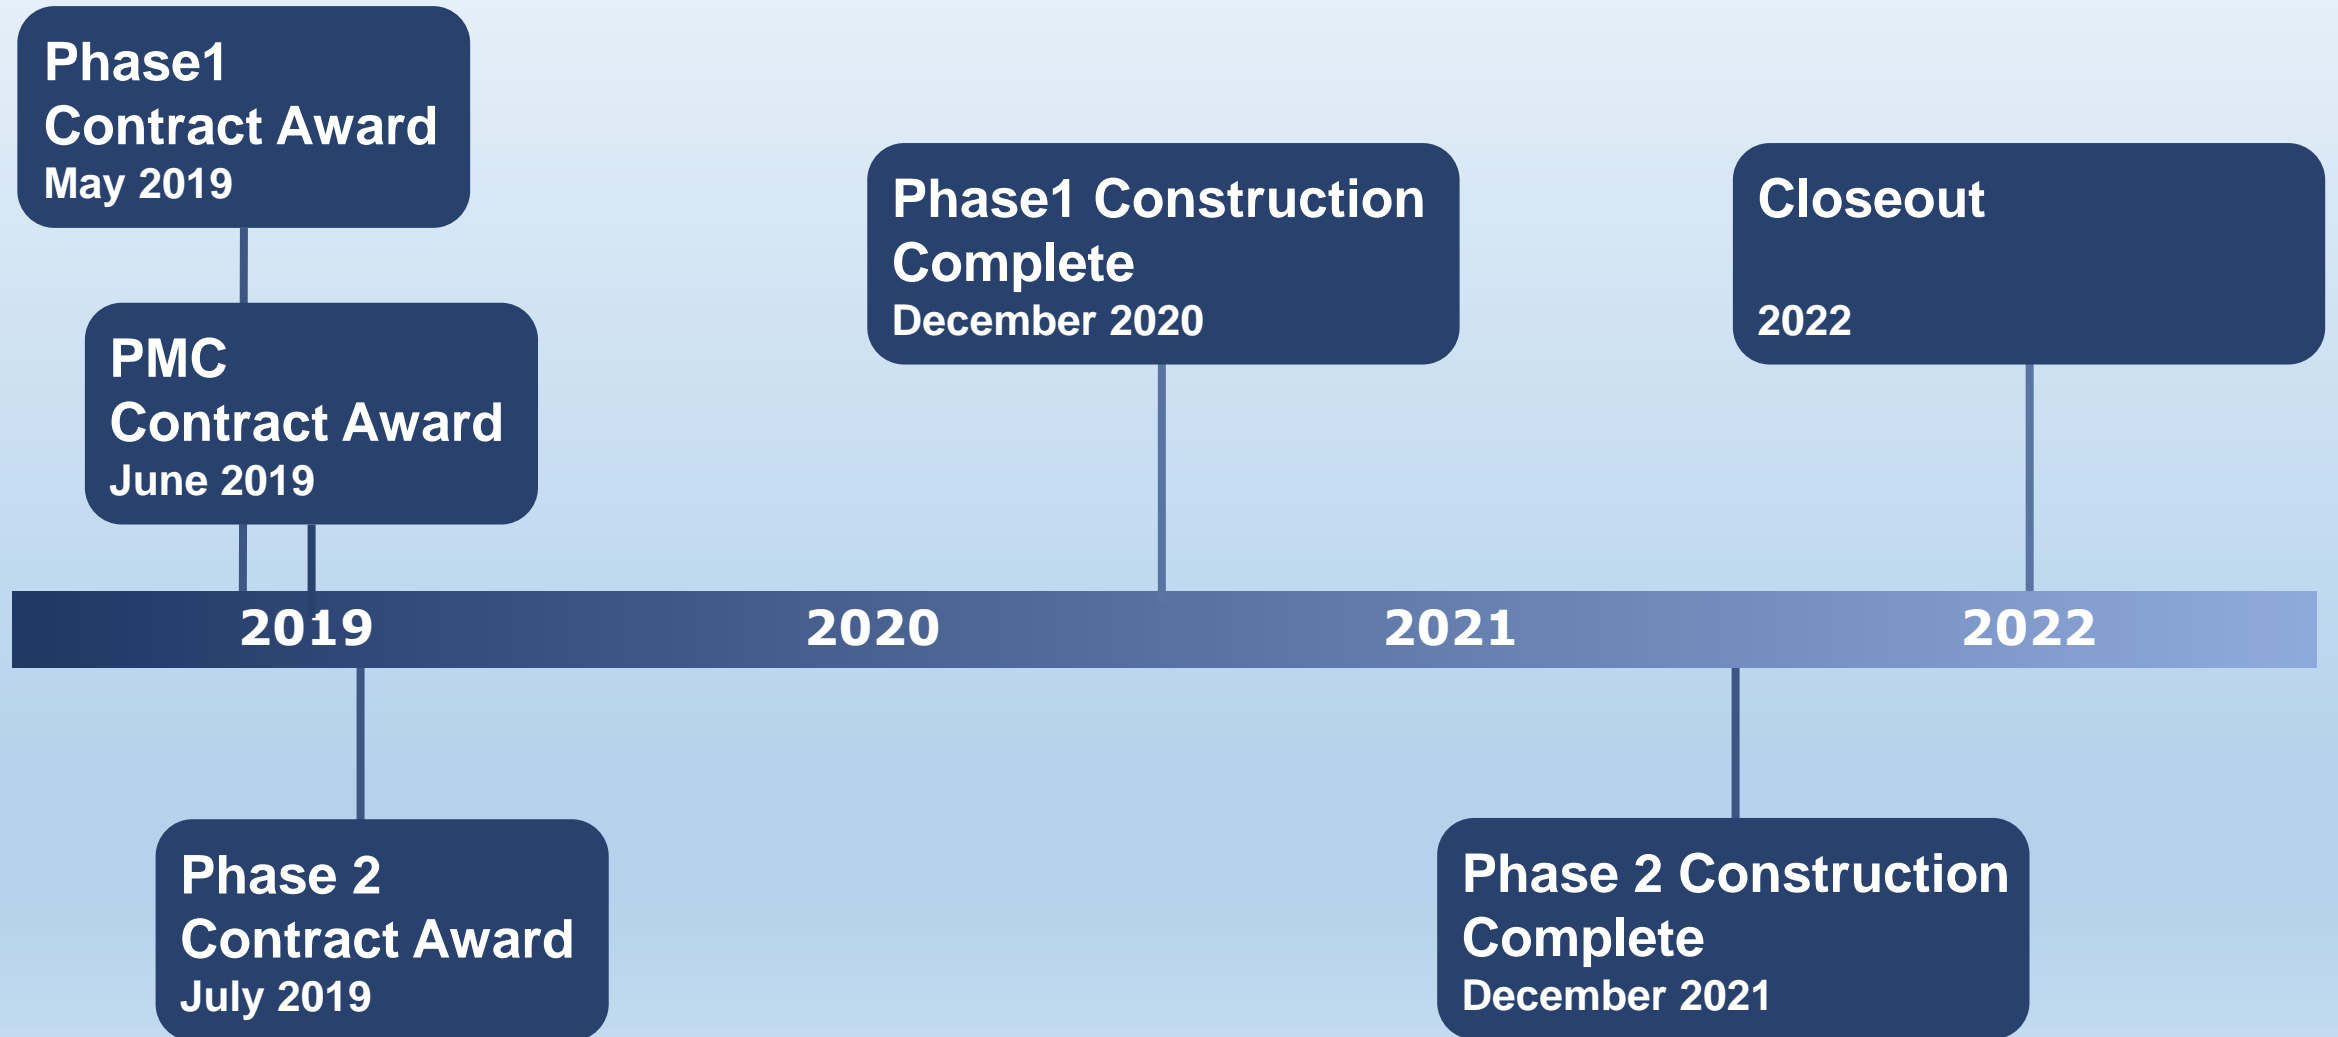 Phase1
Contract Award
May 2019
PMC
Contract Award
June 2019
Phase1 Construction
Complete
December 2020
Closeout
2022
2019
2020
2021
2022
Phase 2
Contract Award
July 2019
Phase 2 Construction
Complete
December 2021